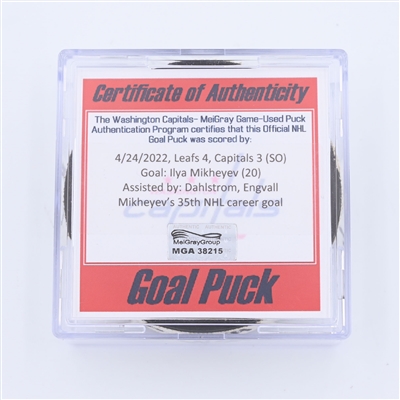 Certificate of Authenticity
The Washington Capitals- MeiGray Game-Used Puck
Authentication Program certifies that this Official NHL
Goal Puck was scored by:
4/24/2022, Leafs 4, Capitals 3 (SO)
Goal: Ilya Mikheyev (20)
Assisted by: Dahlstrom, Engvall
Mikheyev's 35th NHL career goal
capitals
MeiGrayGroup
MGA 38215
Goal Puck